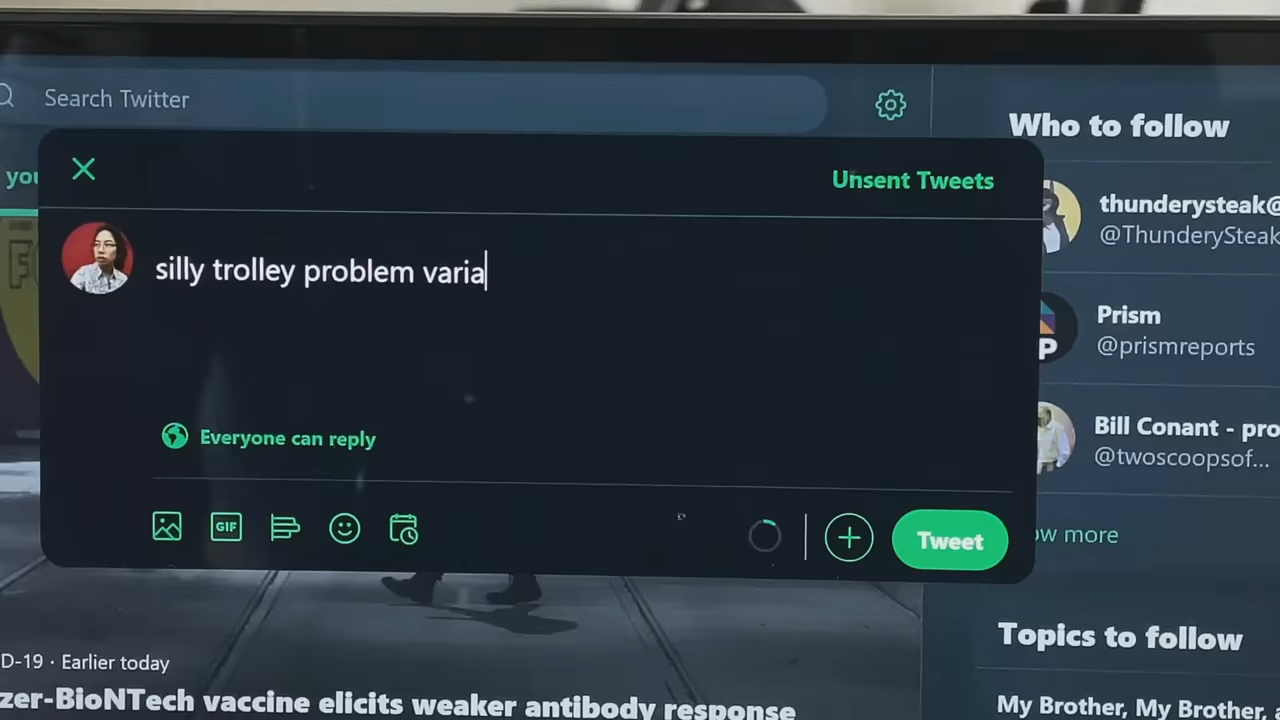 Search Twitter
Who to follow
Unsent Tweets
thunderysteak@
@ThunderySteak
silly trolley problem varia
Prism
@prismreports
P
Everyone can reply
Bill Conant - pro
@twoscoopsof...
GIF
Tweet
ow more
D-19 · Earlier today
Topics to follow
zer-BioNTech vaccine elicits weaker antibody response
My Brother, My Brother,